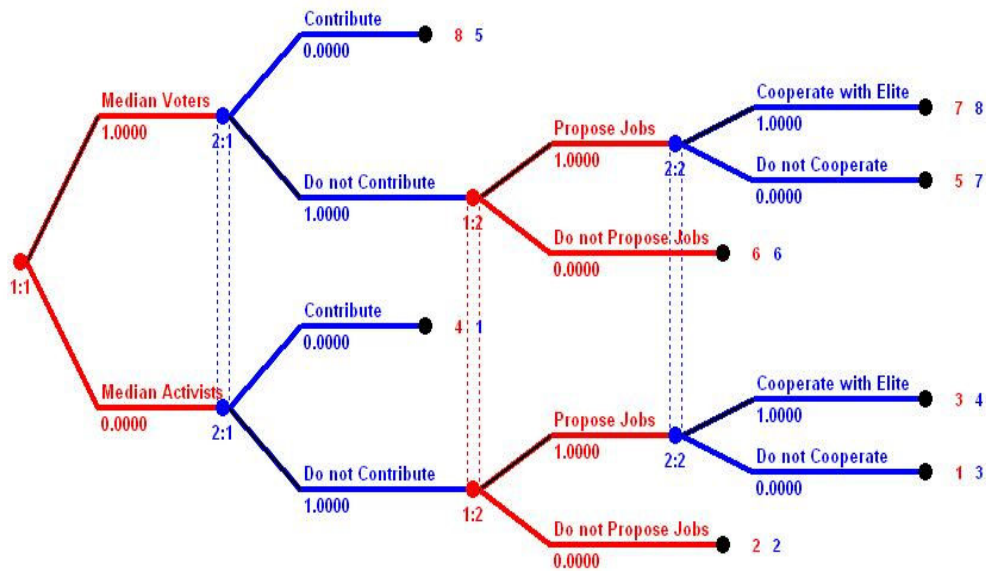 Contribute
0.0000
8 5
Median Voters
1.0000
2:1
Cooperate with Elite
1.0000
7 8
Propose Jobs
1.0000
2:2
Do not Cooperate
0.0000
5 7
Do not Contribute
1.0000
1:2
Do not Propose Jobs
0.0000
6 6
1:1
Contribute
0.0000
4 1
Median Activists
0.0000
2:1
Cooperate with Elite
1.0000
3 4
Propose Jobs
1.0000
2:2
Do not Cooperate
0.0000
1 3
Do not Contribute
1.0000
1:2
Do not Propose Jobs
0.0000
2 2